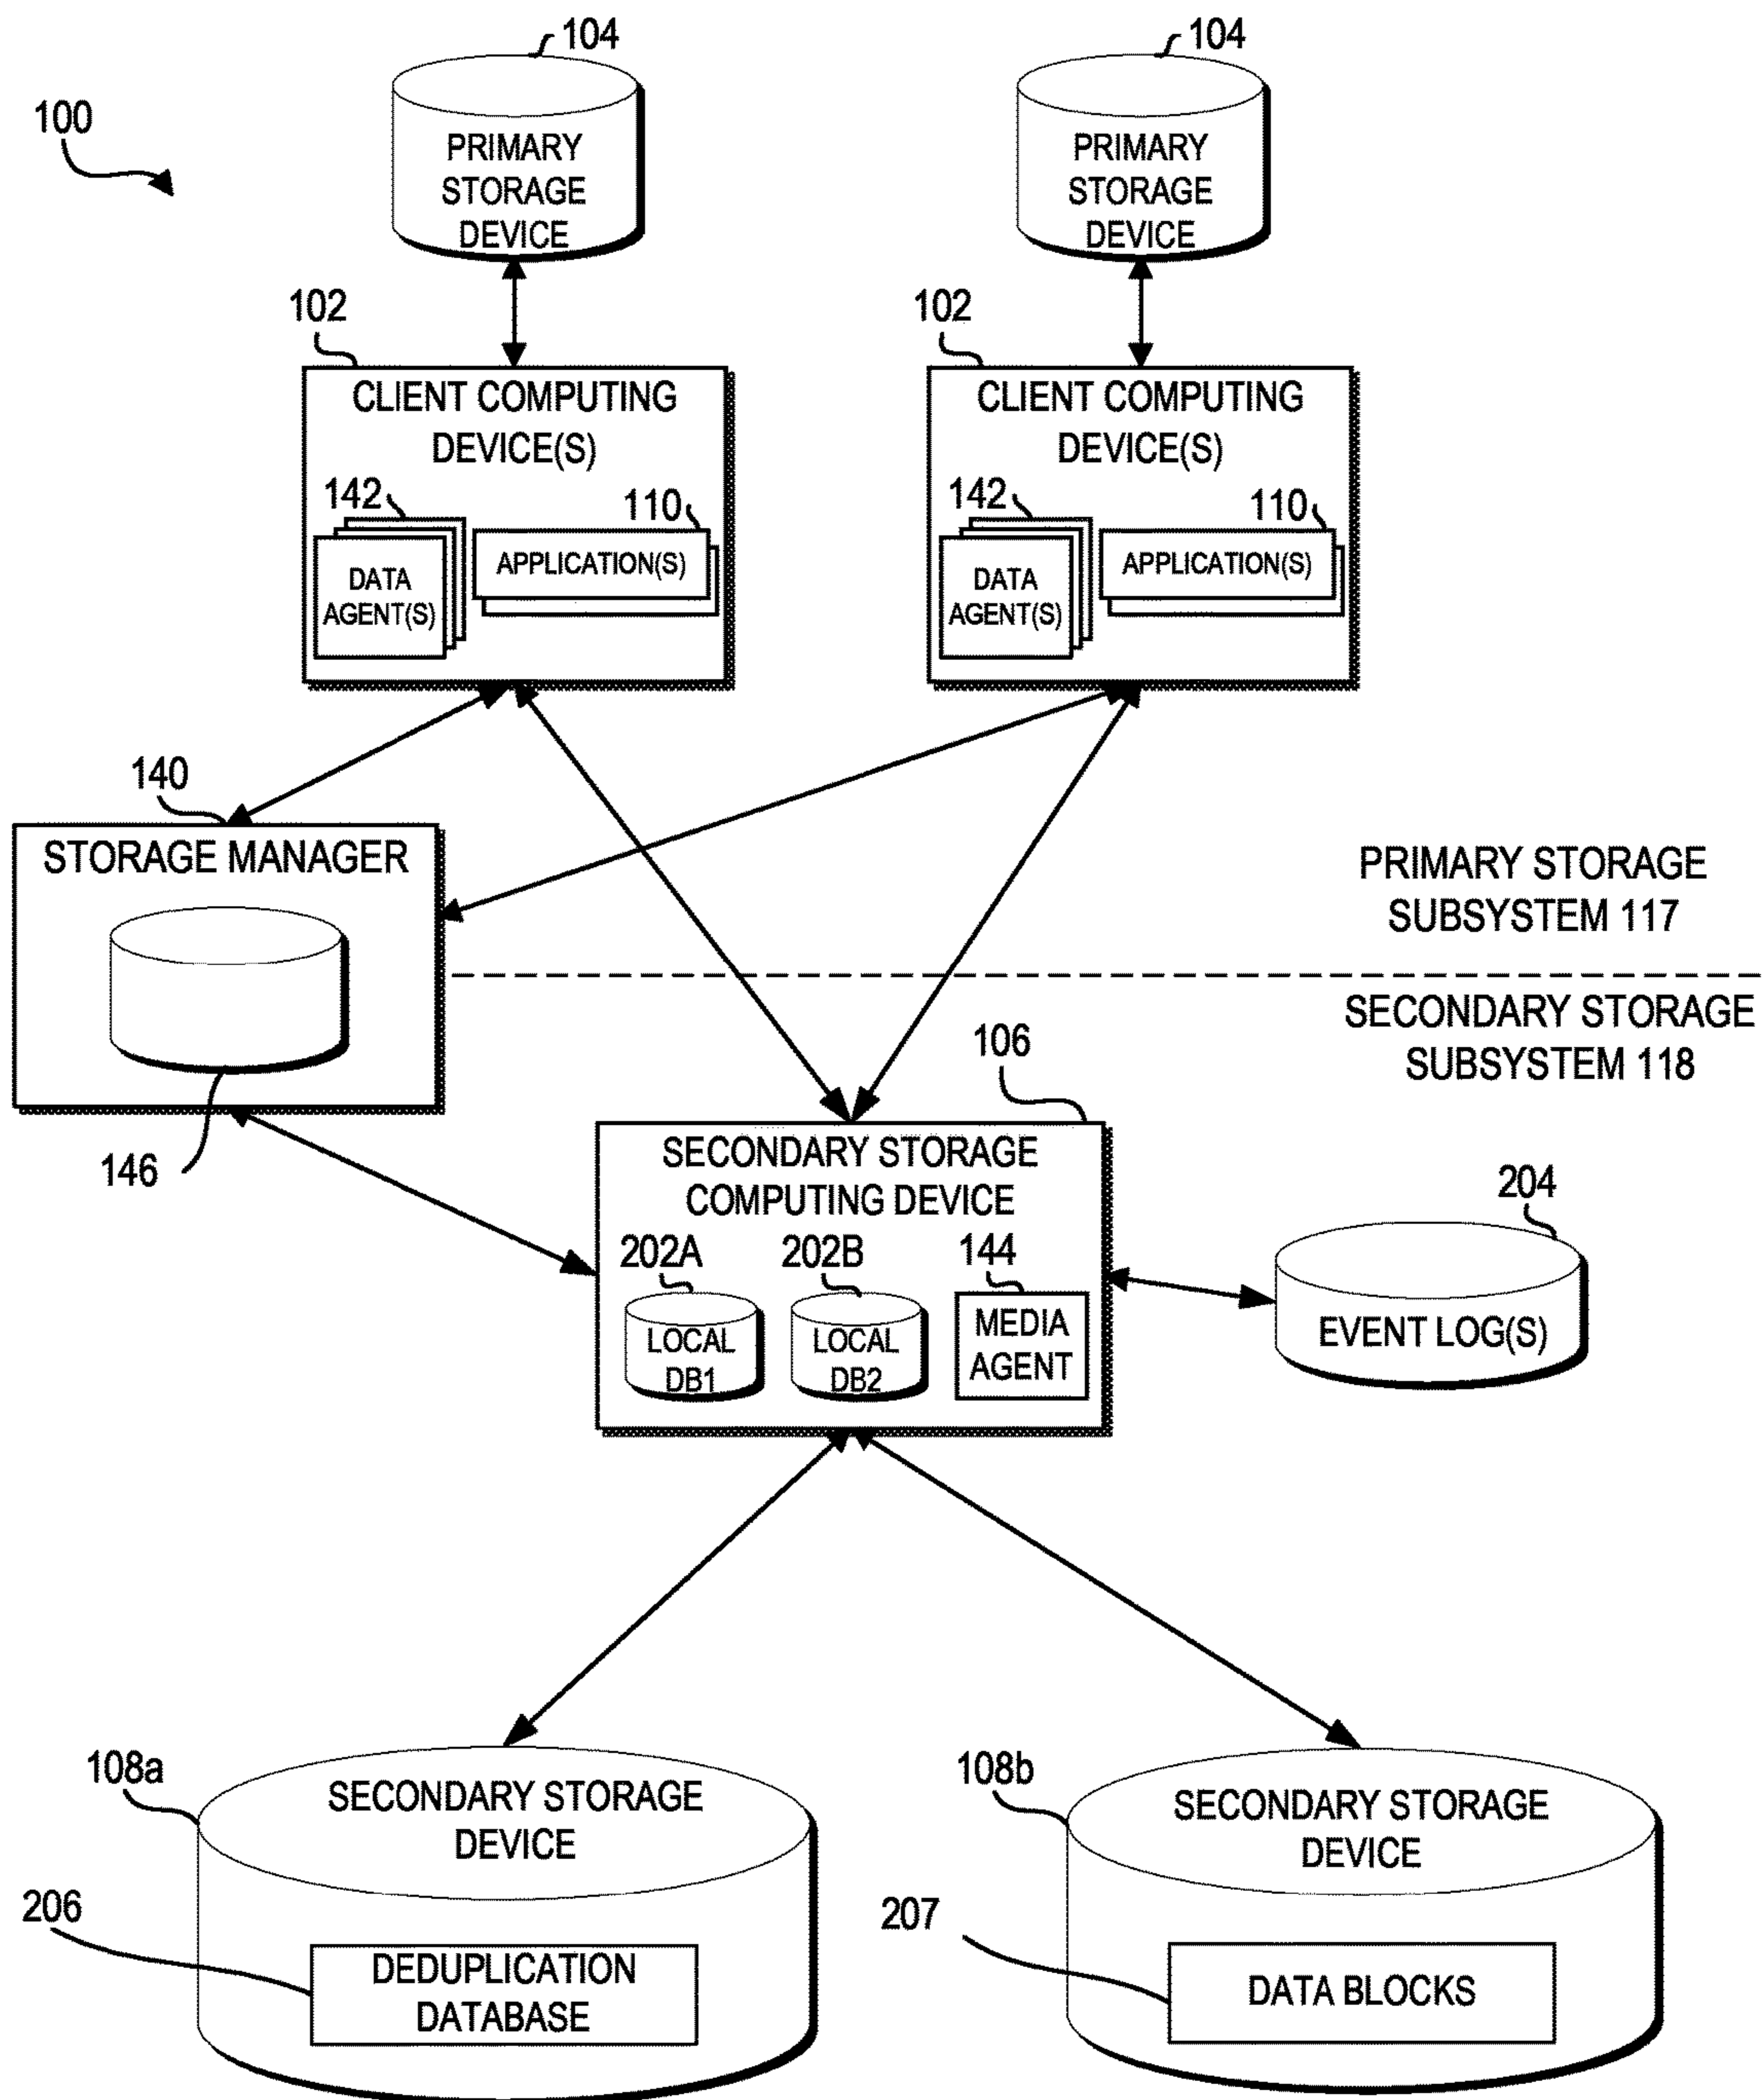 104
104
100
PRIMARY
STORAGE
DEVICE
PRIMARY
STORAGE
DEVICE
102
102
CLIENT COMPUTING
DEVICE(S)
142
110
DATA
AGENT(S)
APPLICATION(S)
CLIENT COMPUTING
DEVICE(S)
142
110
DATA
AGENT(S)
APPLICATION(S)
140
STORAGE MANAGER
146
PRIMARY STORAGE
SUBSYSTEM 117
SECONDARY STORAGE
SUBSYSTEM 118
106
SECONDARY STORAGE
COMPUTING DEVICE
202A
202B
144
LOCAL
DB1
LOCAL
DB2
MEDIA
AGENT
204
EVENT LOG(S)
108a
SECONDARY STORAGE
DEVICE
206
DEDUPLICATION
DATABASE
108b
SECONDARY STORAGE
DEVICE
207
DATA BLOCKS